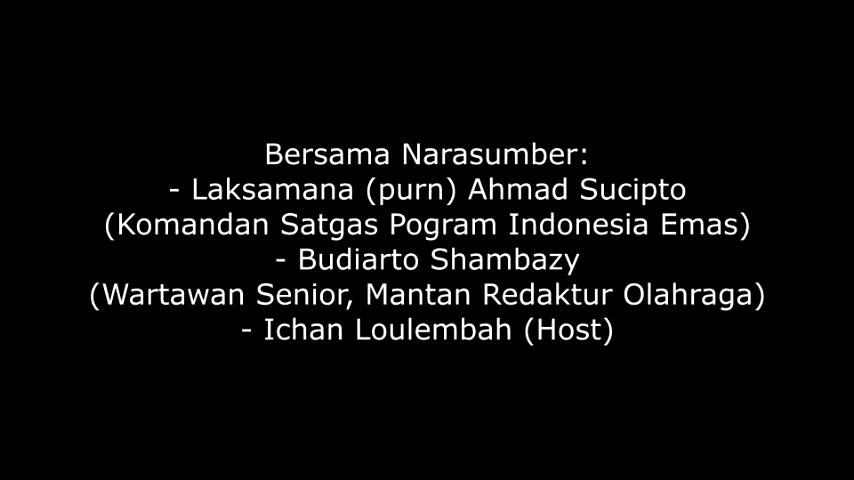 Bersama Narasumber:
- Laksamana (purn) Ahmad Sucipto
(Komandan Satgas Pogram Indonesia Emas)
- Budiarto Shambazy
(Wartawan Senior, Mantan Redaktur Olahraga)
- Ichan Loulembah (Host)